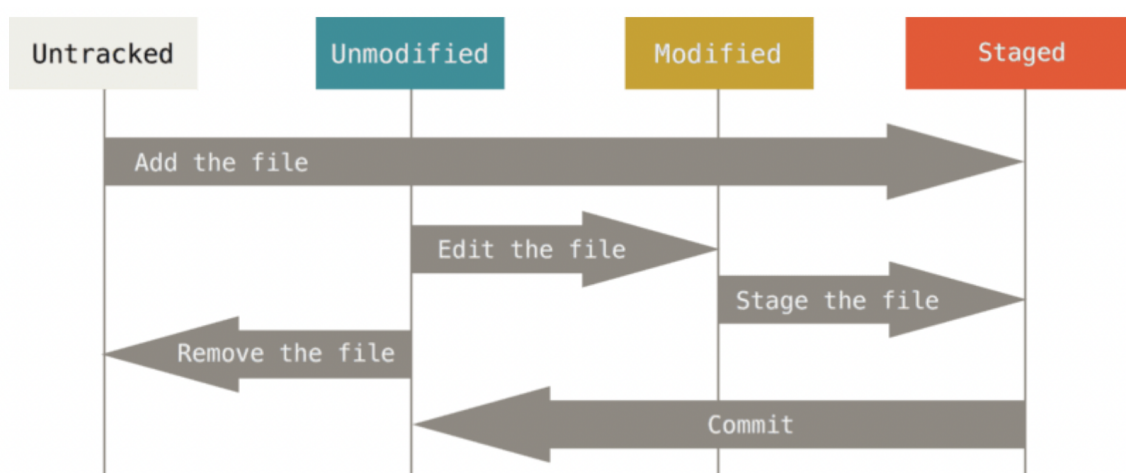 Untracked
Unmodified
Modified
Staged
Add the file
Edit the file
Stage the file
Remove the file
Commit